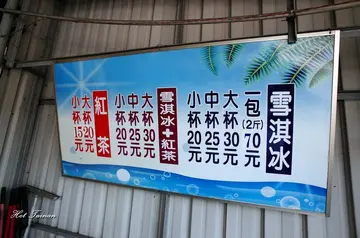 雪淇冰
一包(2斤)70元
大杯30元
中杯25元
小杯20元
雪淇冰+紅茶
大杯30元
中杯25元
小杯20元
紅茶
大杯20元
小杯15元
Hot Tainan